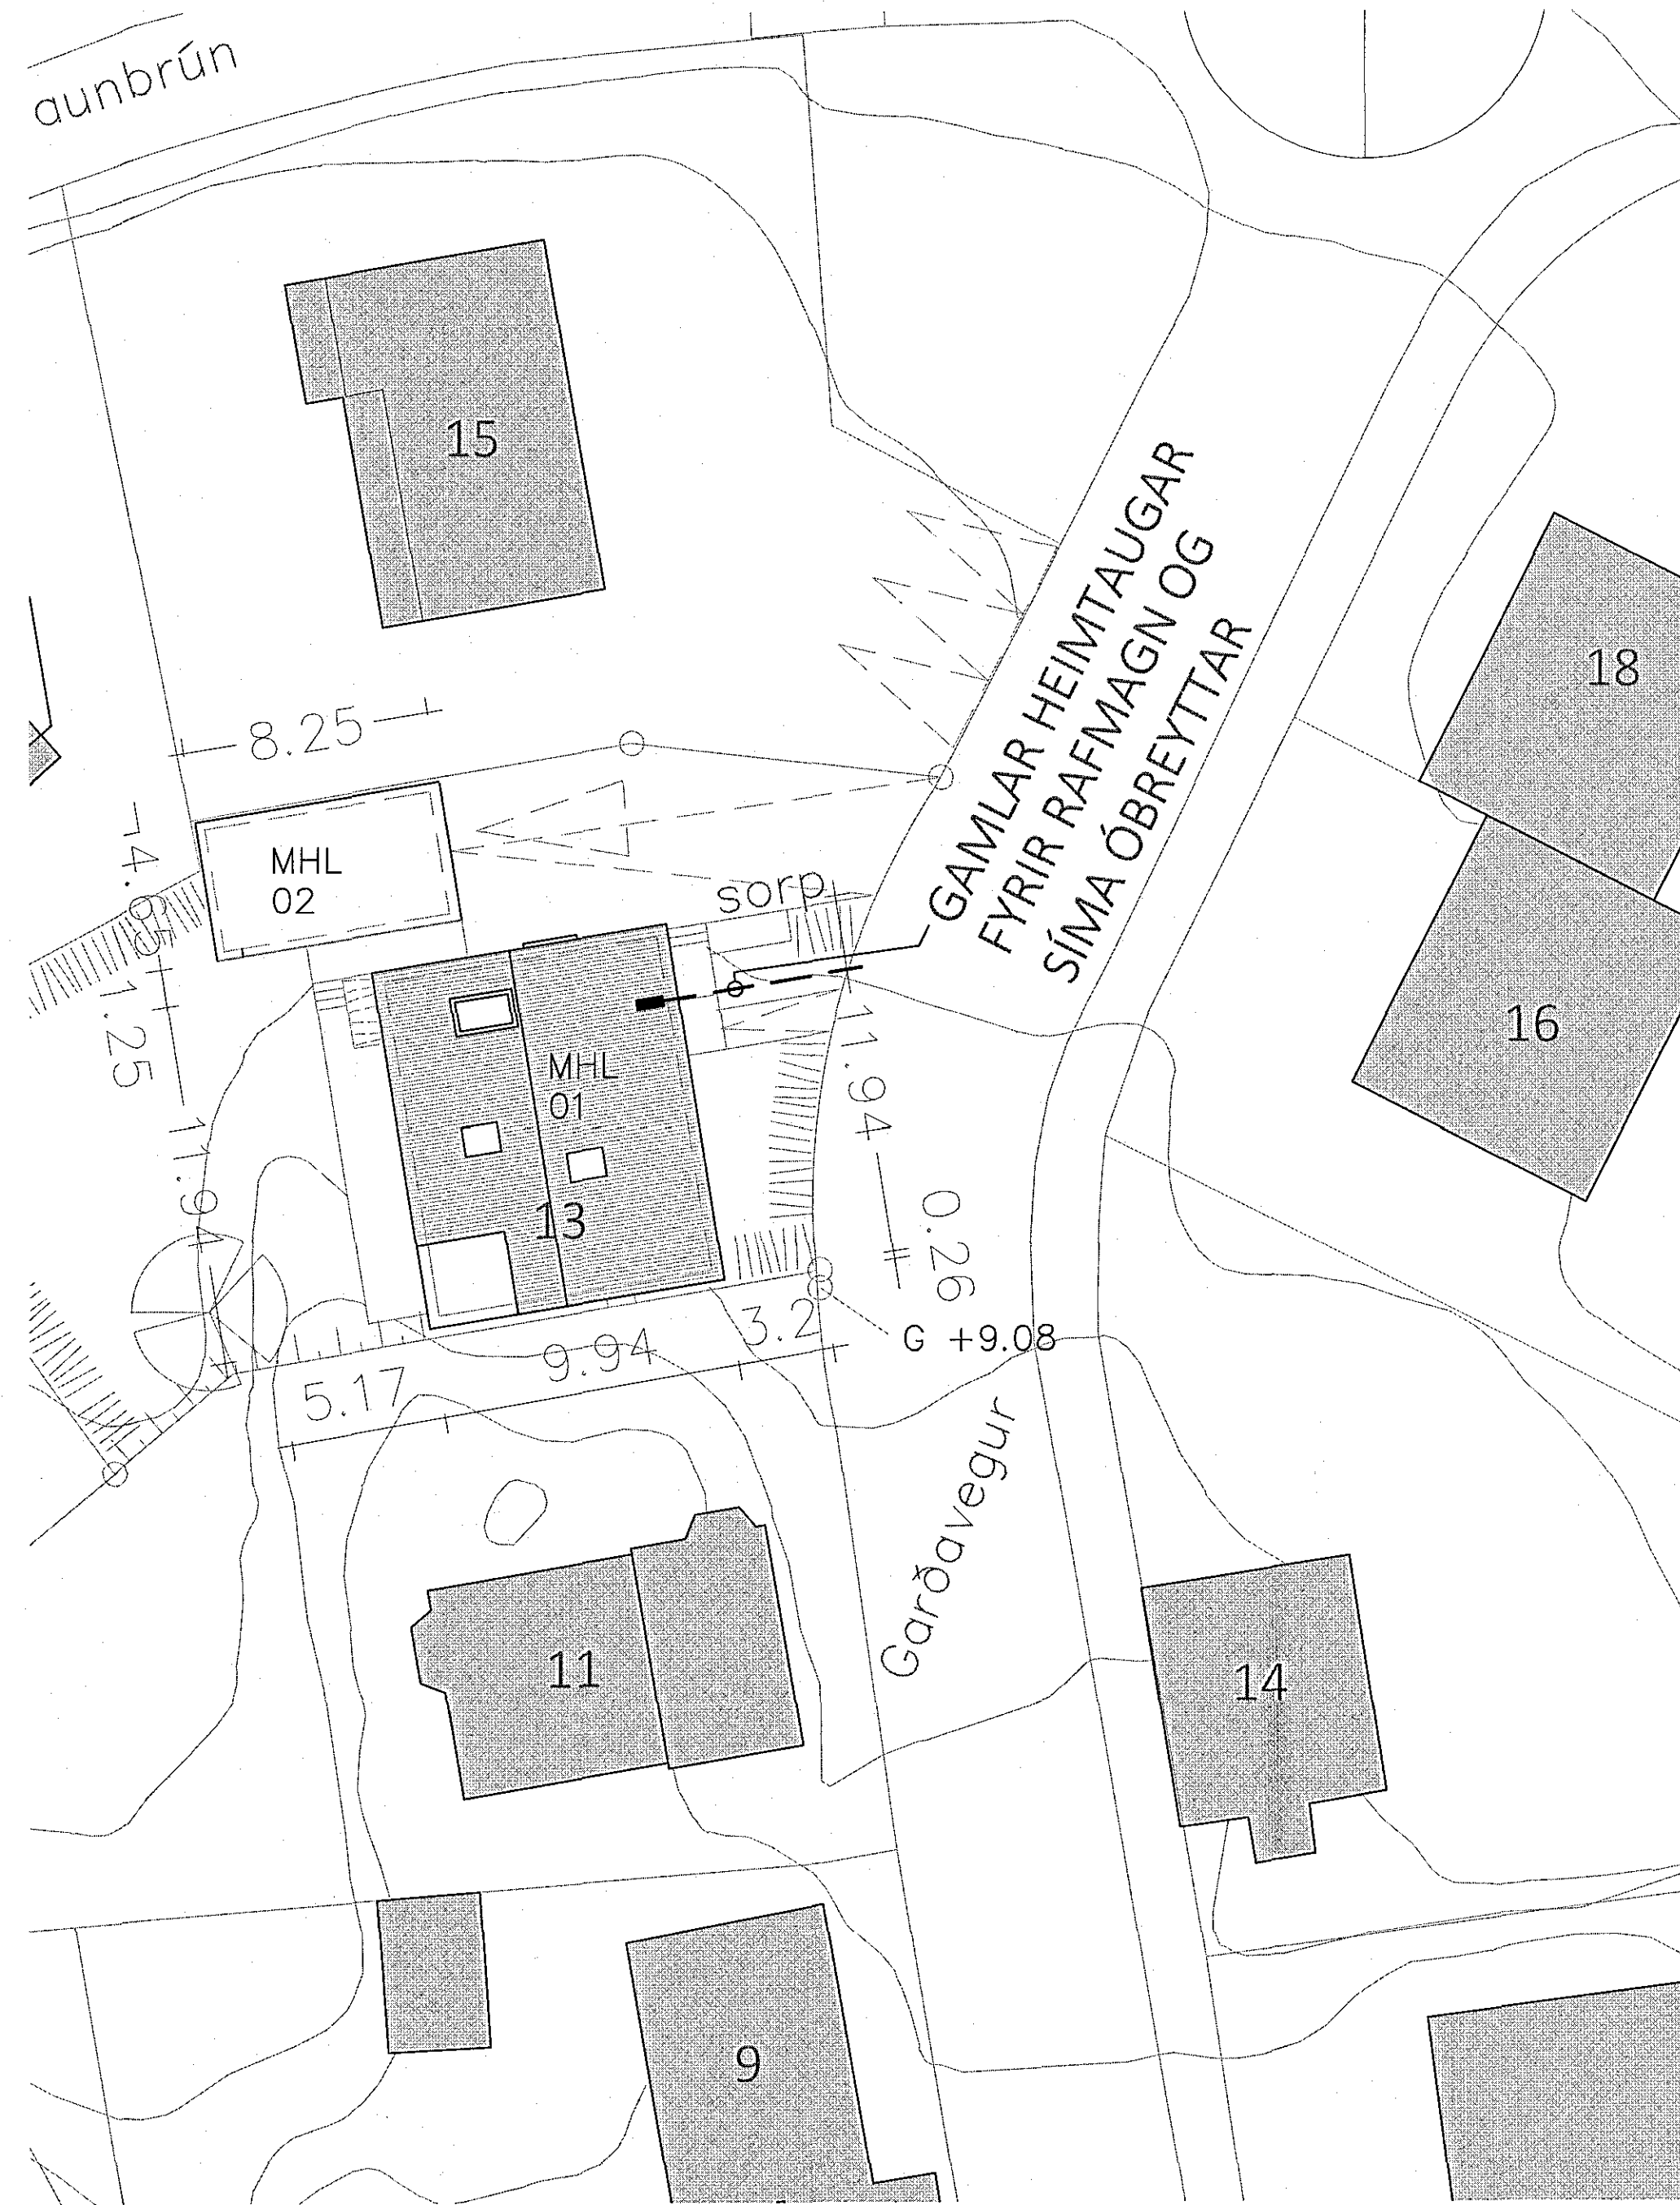 aunbrún
15
18
8.25
GAMLAR HEIMTAUGAR
FYRIR RAFMAGN OG
SÍMA ÓBREYTTAR
MHL
02
sorp
4.65
1.25
16
MHL
01
11.94
11.94
13
0.26
G +9.08
3.2
9.94
5.17
Garðavegur
11
14
9